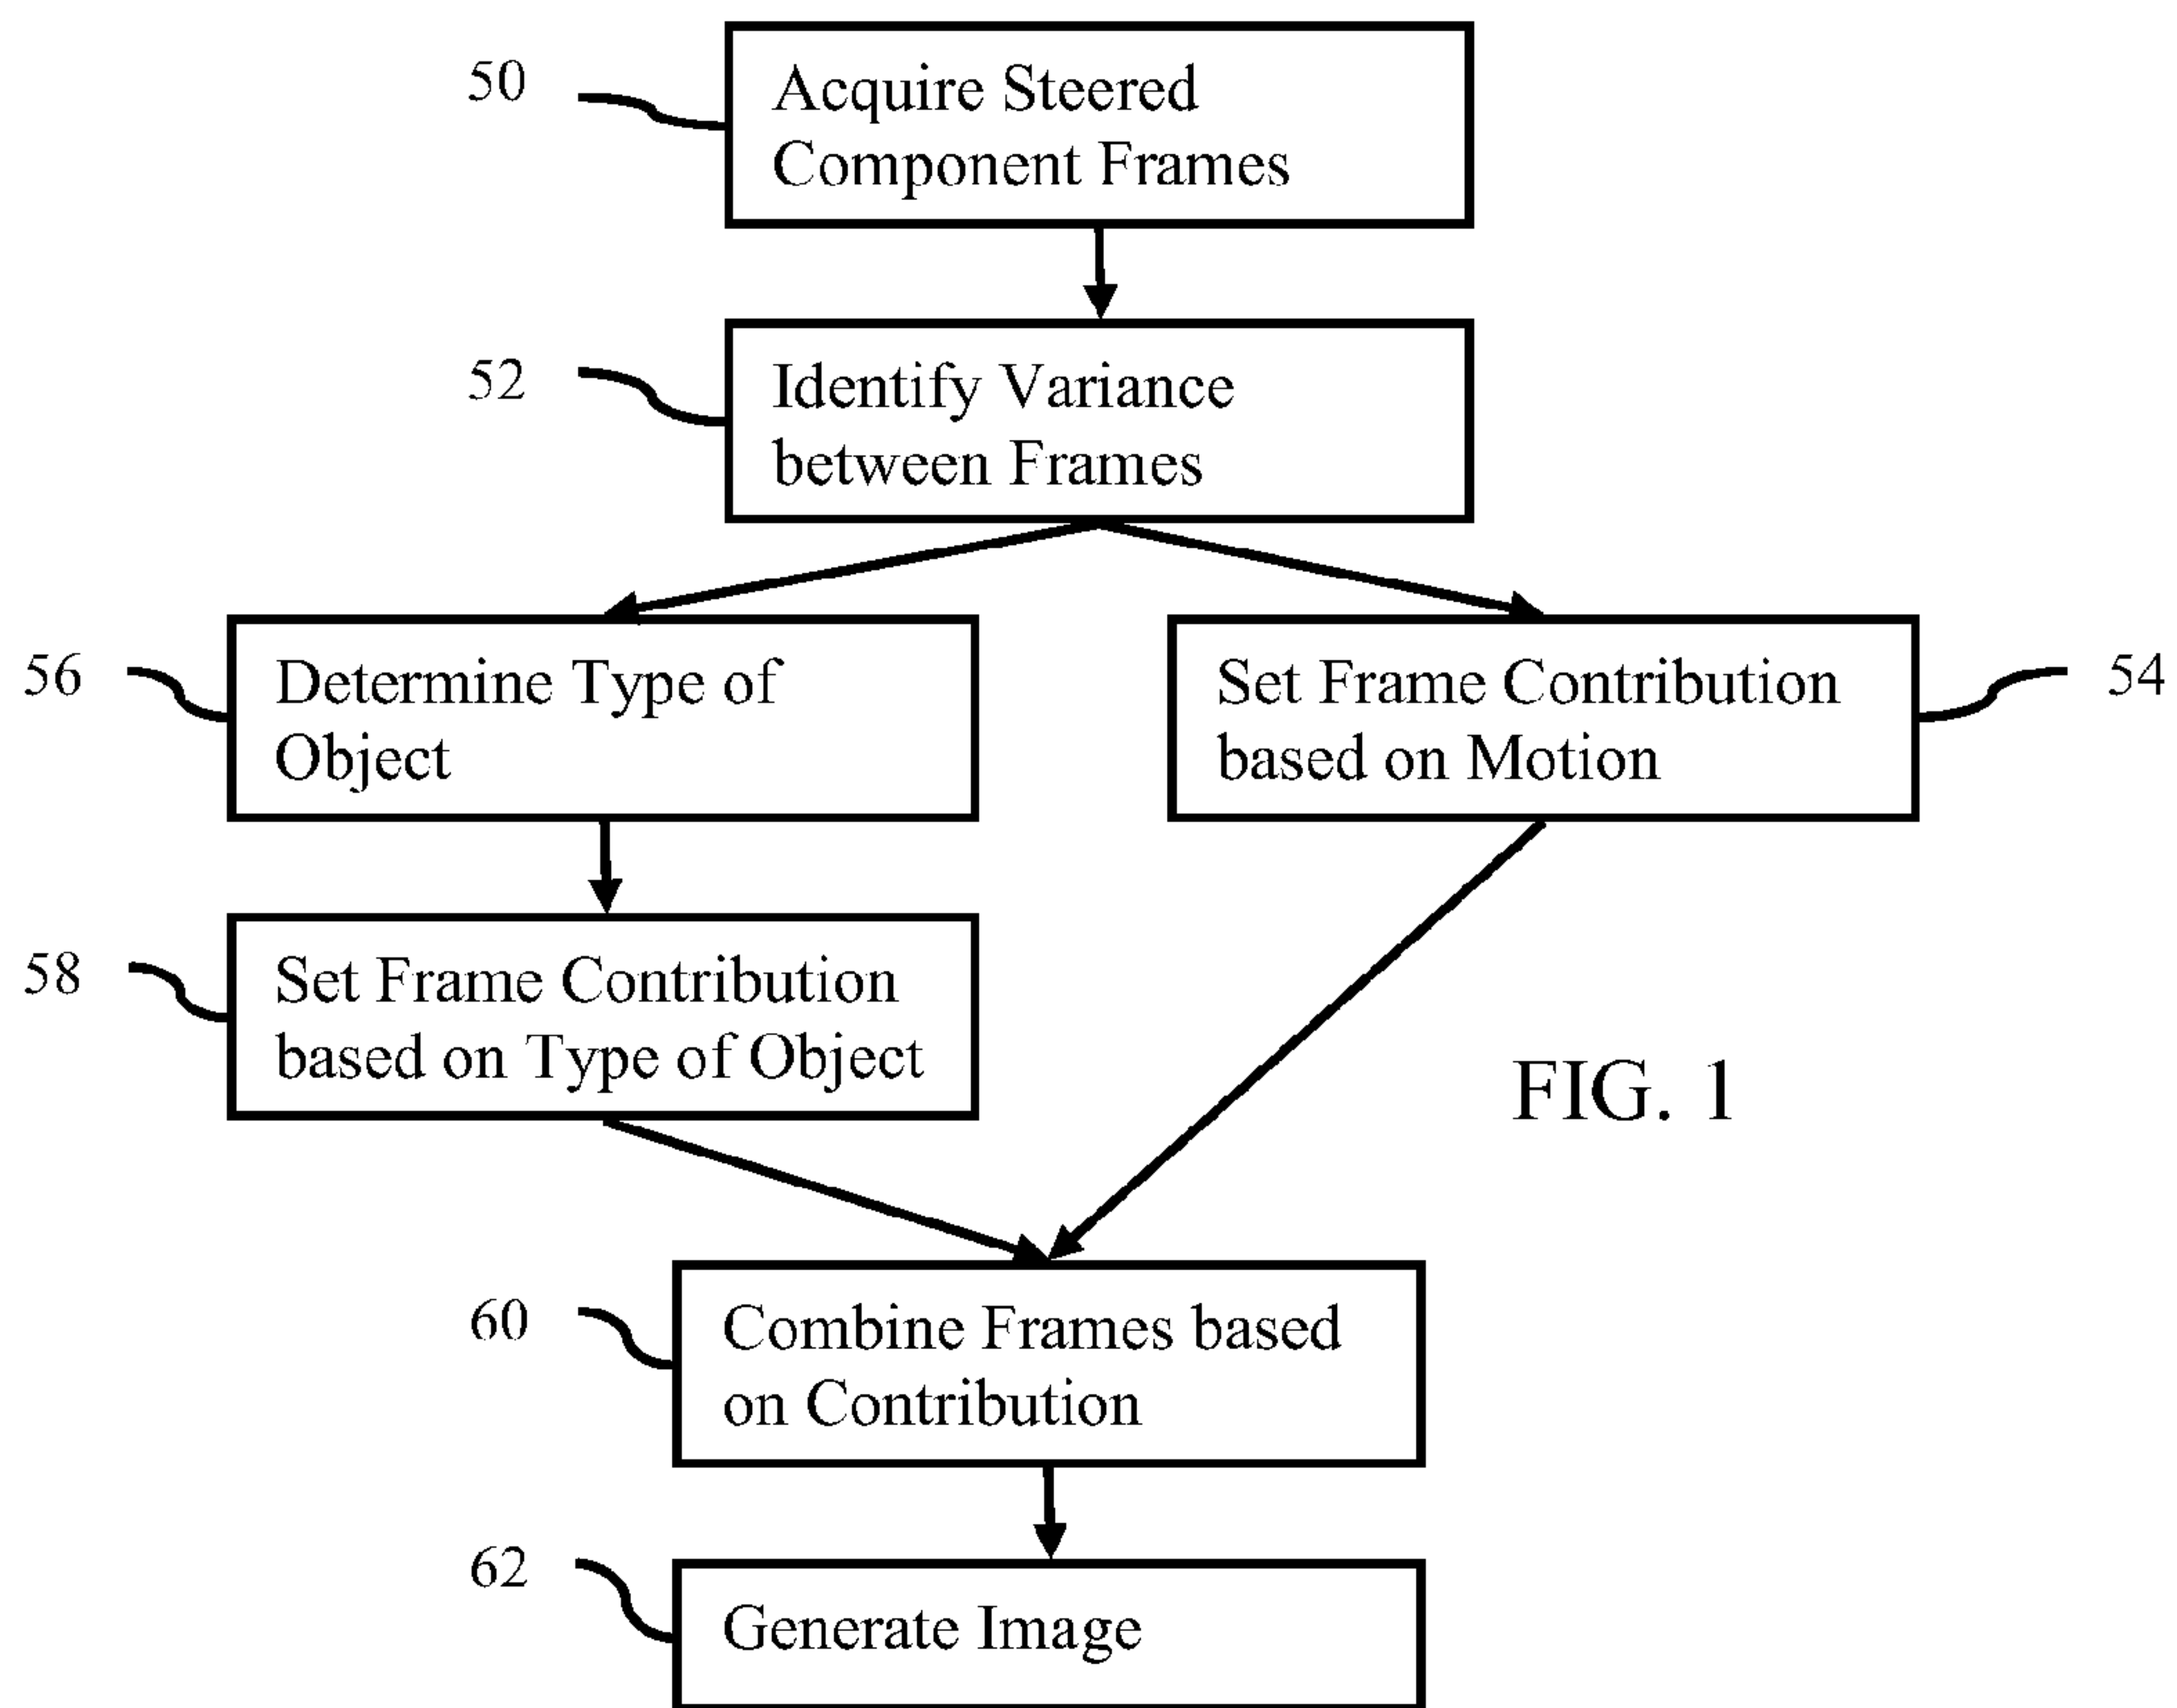 50
Acquire Steered
Component Frames
52
Identify Variance
between Frames
56
Determine Type of
Object
Set Frame Contribution
based on Motion
54
58
Set Frame Contribution
based on Type of Object
FIG. 1
60
Combine Frames based
on Contribution
62
Generate Image